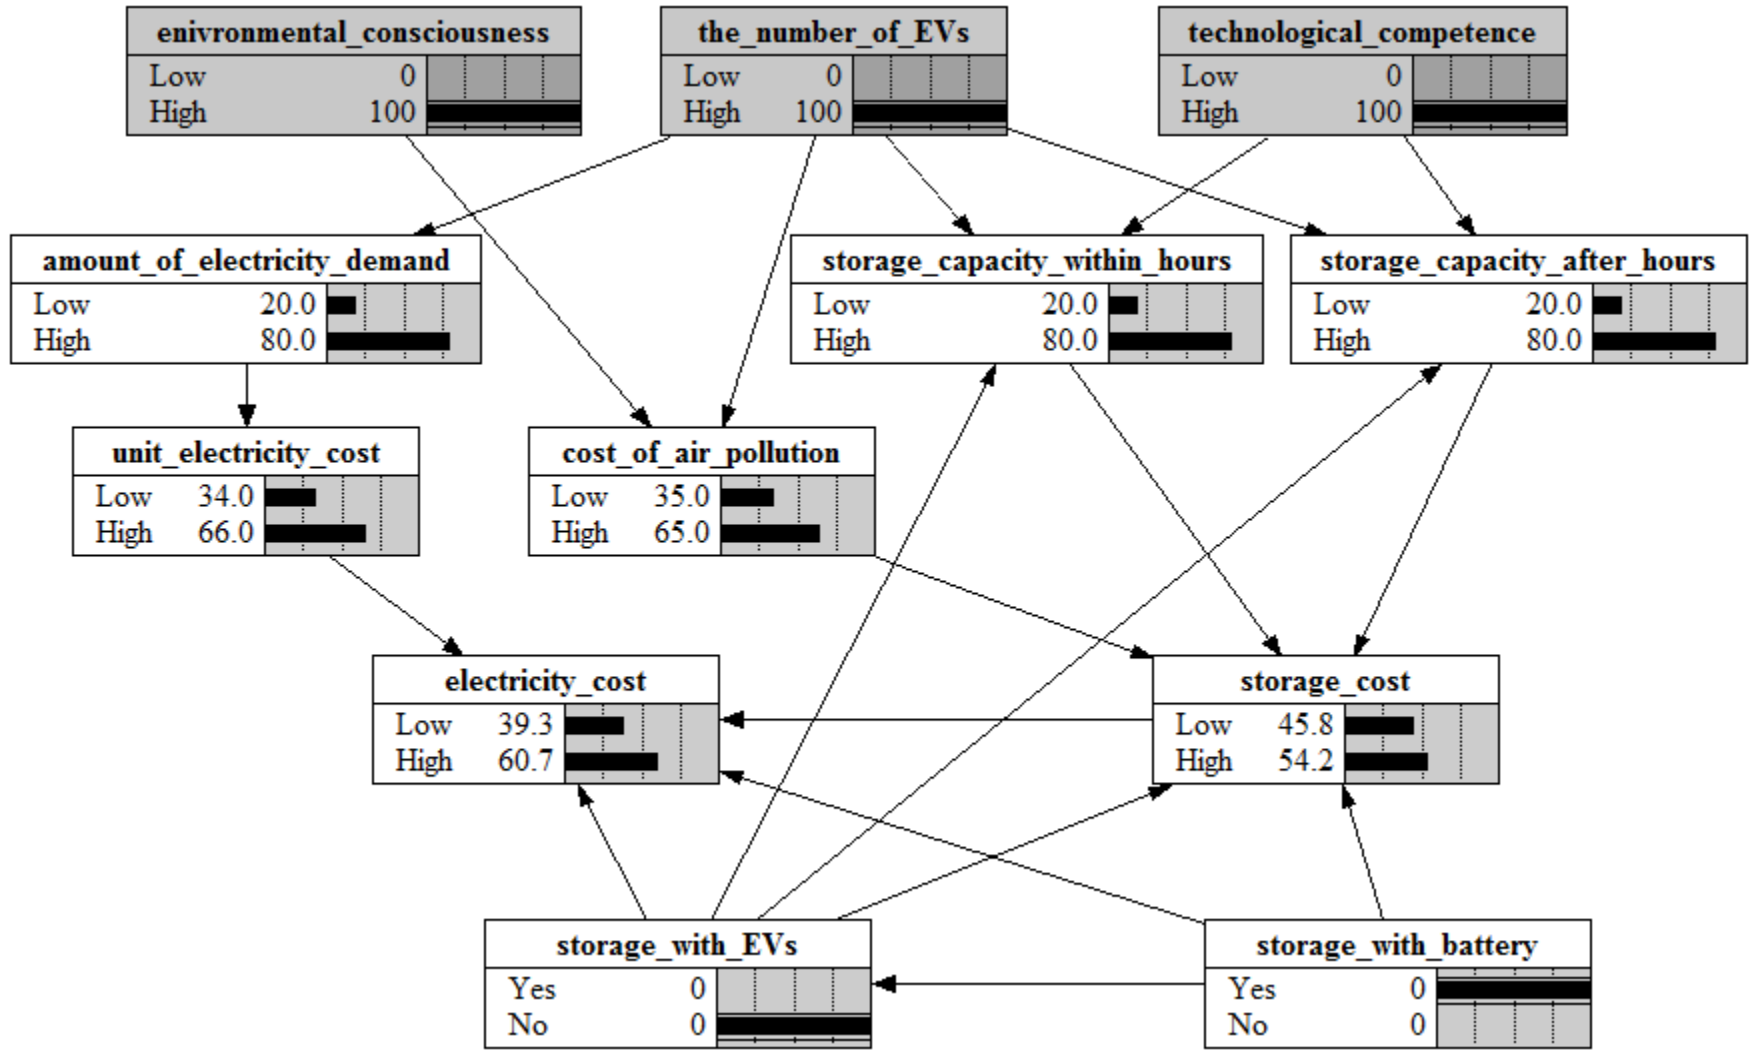 enivronmental_consciousness
Low 0
High 100
the_number_of_EVs
Low 0
High 100
technological_competence
Low 0
High 100
amount_of_electricity_demand
Low 20.0
High 80.0
storage_capacity_within_hours
Low 20.0
High 80.0
storage_capacity_after_hours
Low 20.0
High 80.0
unit_electricity_cost
Low 34.0
High 66.0
cost_of_air_pollution
Low 35.0
High 65.0
electricity_cost
Low 39.3
High 60.7
storage_cost
Low 45.8
High 54.2
storage_with_EVs
Yes 0
No 0
storage_with_battery
Yes 0
No 0